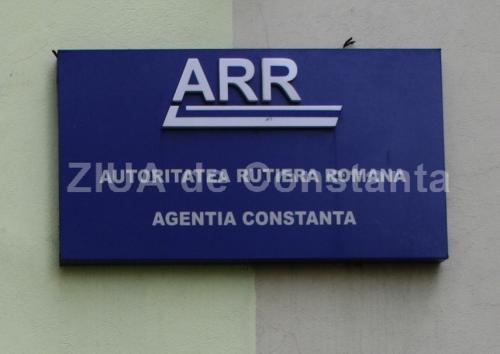 ARR
AUTORITATEA RUTIERA ROMANA
ZIUA de Constanta
AGENTIA CONSTANTA